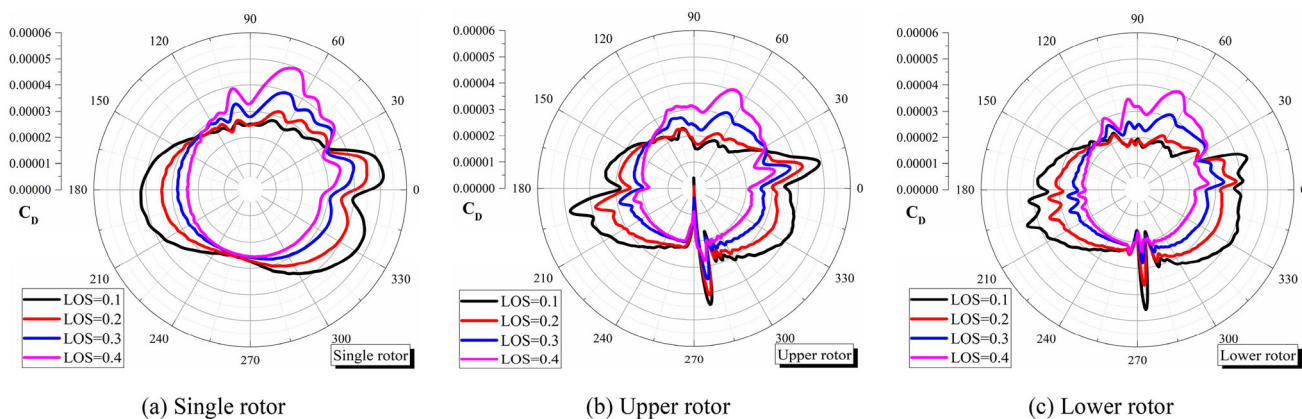 0.00006
0.00005
0.00004
0.00003
0.00002
0.00001
0.00000
C_D
90
60
30
0
330
300
270
240
210
180
150
120
LOS=0.1
LOS=0.2
LOS=0.3
LOS=0.4
Single rotor
(a) Single rotor
0.00006
0.00005
0.00004
0.00003
0.00002
0.00001
0.00000
C_D
90
60
30
0
330
300
270
240
210
180
150
120
LOS=0.1
LOS=0.2
LOS=0.3
LOS=0.4
Upper rotor
(b) Upper rotor
0.00006
0.00005
0.00004
0.00003
0.00002
0.00001
0.00000
C_D
90
60
30
0
330
300
270
240
210
180
150
120
LOS=0.1
LOS=0.2
LOS=0.3
LOS=0.4
Lower rotor
(c) Lower rotor